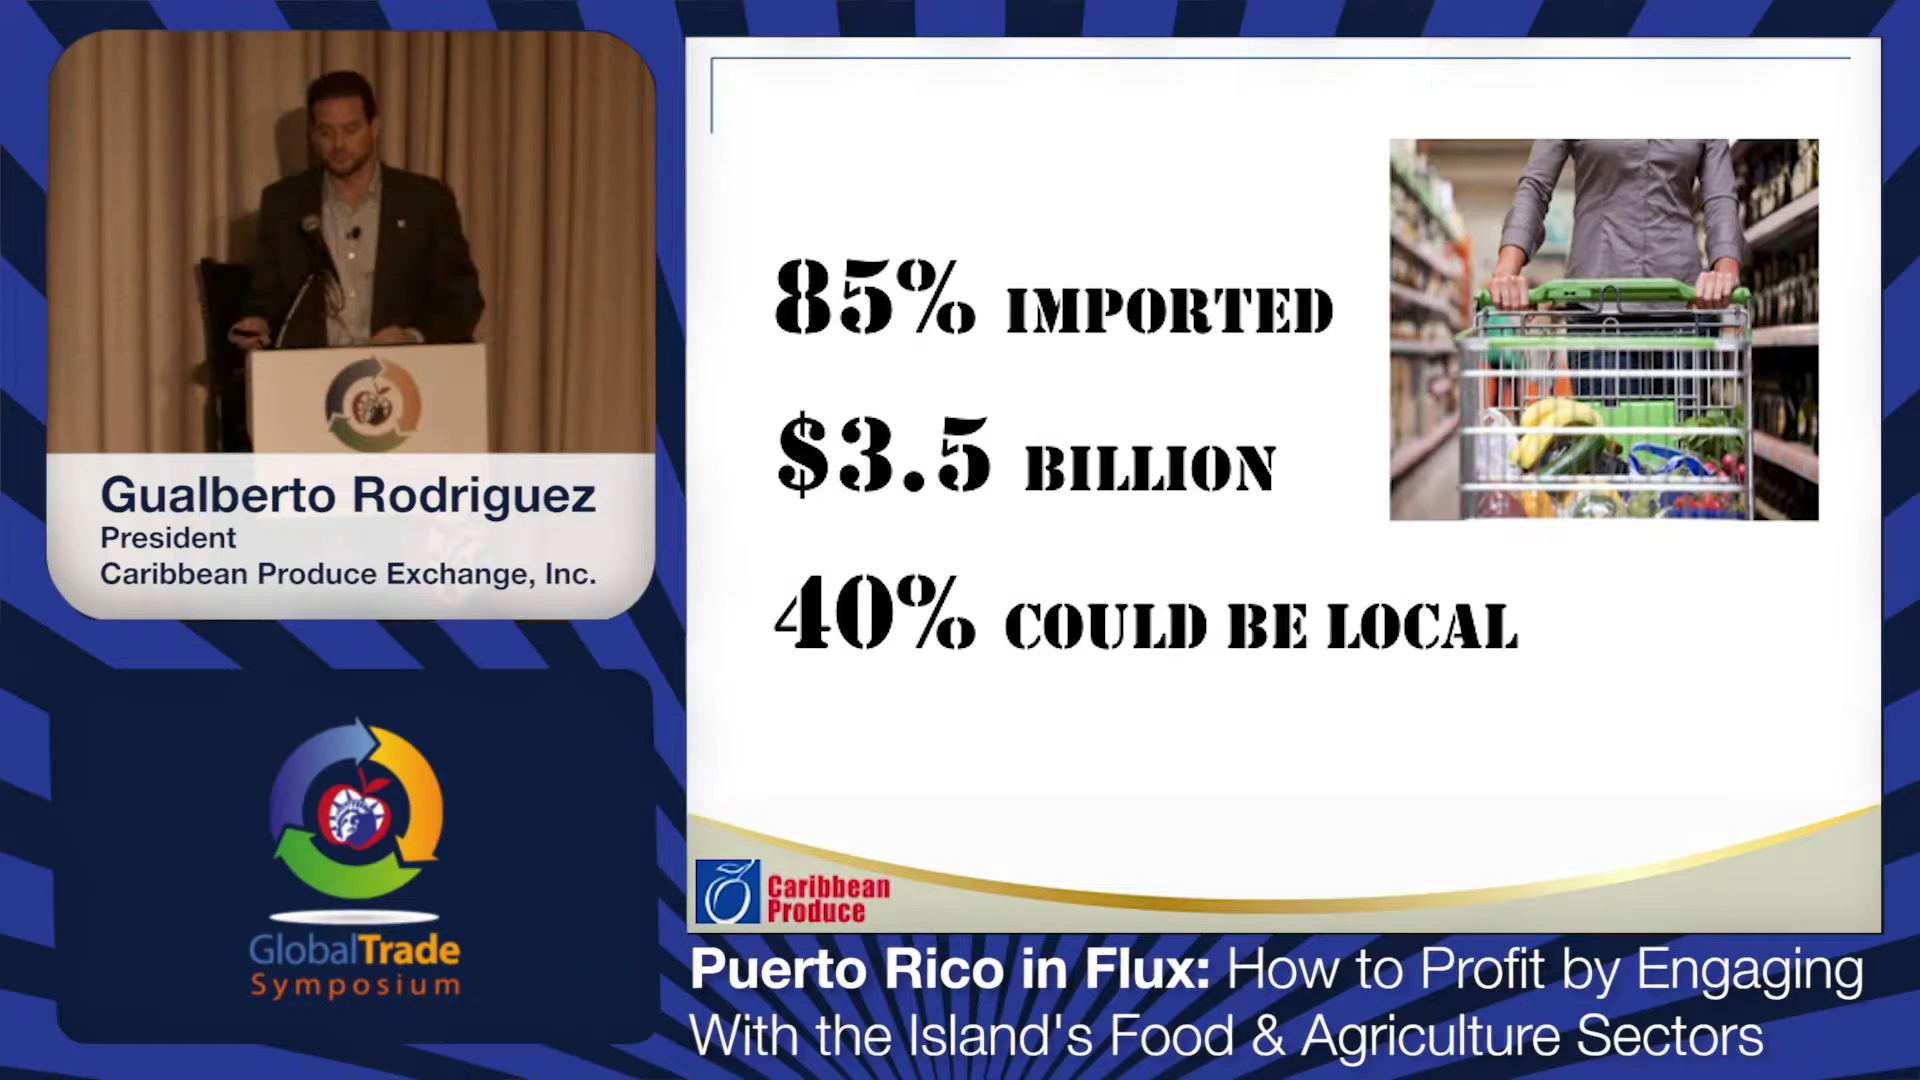 Gualberto Rodriguez
President
Caribbean Produce Exchange, Inc.
GlobalTrade
Symposium
85% IMPORTED
$3.5 BILLION
40% COULD BE LOCAL
Caribbean
Produce
Puerto Rico in Flux: How to Profit by Engaging
With the Island's Food & Agriculture Sectors